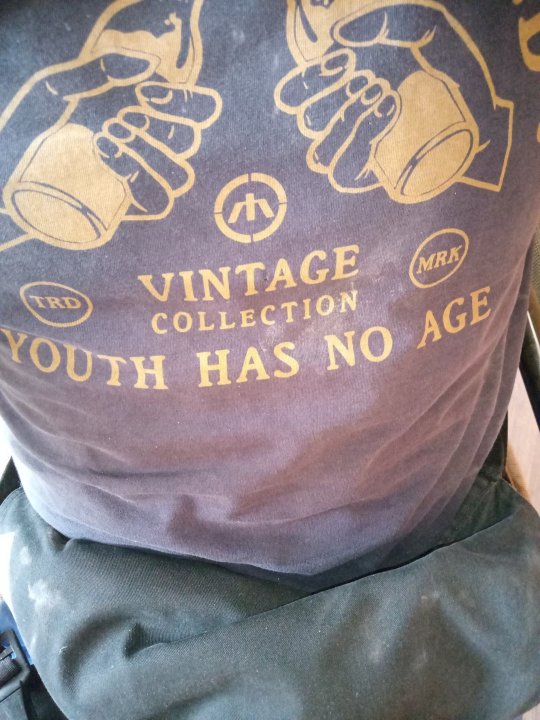 VINTAGE
COLLECTION
TRD
MRK
YOUTH HAS NO AGE